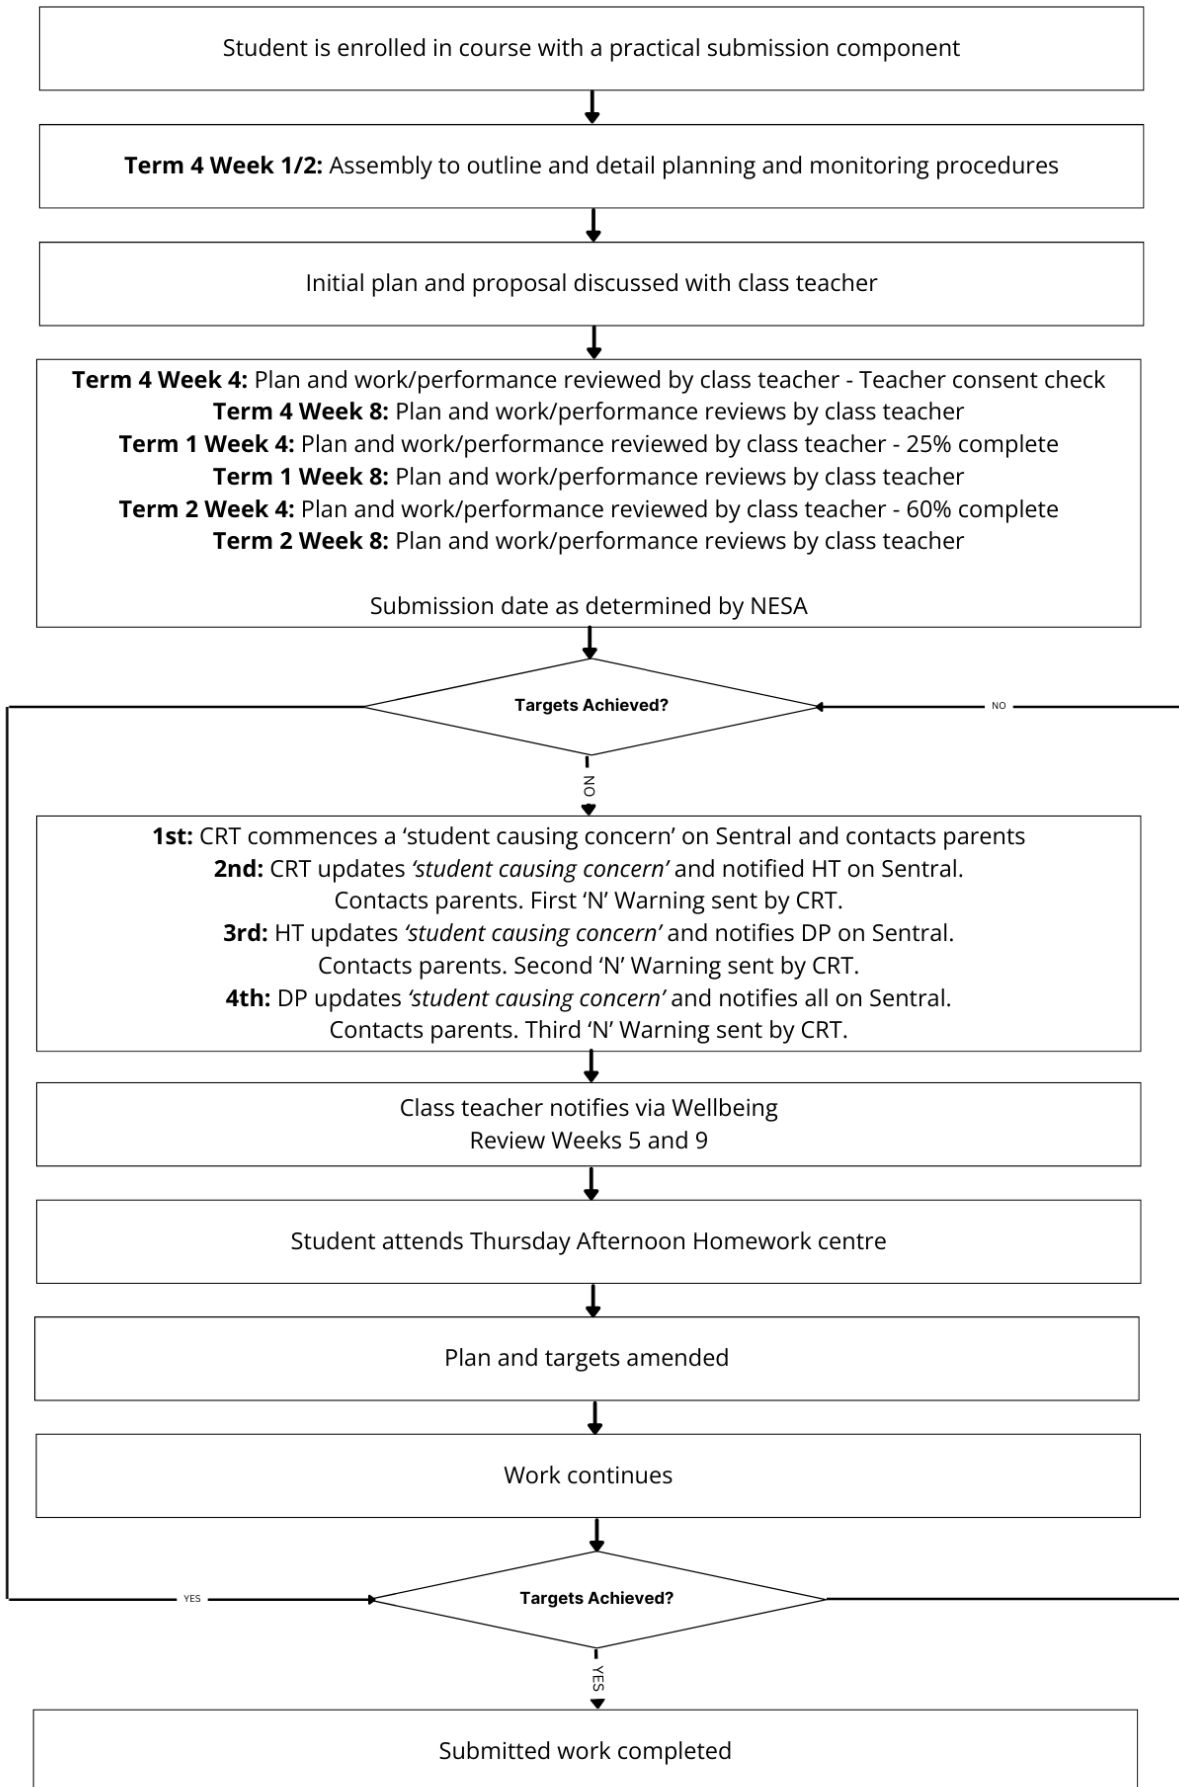 Student is enrolled in course with a practical submission component
Term 4 Week 1/2: Assembly to outline and detail planning and monitoring procedures
Initial plan and proposal discussed with class teacher
Term 4 Week 4: Plan and work/performance reviewed by class teacher - Teacher consent check
Term 4 Week 8: Plan and work/performance reviews by class teacher
Term 1 Week 4: Plan and work/performance reviewed by class teacher - 25% complete
Term 1 Week 8: Plan and work/performance reviews by class teacher
Term 2 Week 4: Plan and work/performance reviewed by class teacher - 60% complete
Term 2 Week 8: Plan and work/performance reviews by class teacher
Submission date as determined by NESA
Targets Achieved?
NO
NO
1st: CRT commences a ‘student causing concern’ on Sentral and contacts parents
2nd: CRT updates ‘student causing concern’ and notified HT on Sentral.
Contacts parents. First ‘N’ Warning sent by CRT.
3rd: HT updates ‘student causing concern’ and notifies DP on Sentral.
Contacts parents. Second ‘N’ Warning sent by CRT.
4th: DP updates ‘student causing concern’ and notifies all on Sentral.
Contacts parents. Third ‘N’ Warning sent by CRT.
Class teacher notifies via Wellbeing
Review Weeks 5 and 9
Student attends Thursday Afternoon Homework centre
Plan and targets amended
Work continues
YES
Targets Achieved?
YES
Submitted work completed